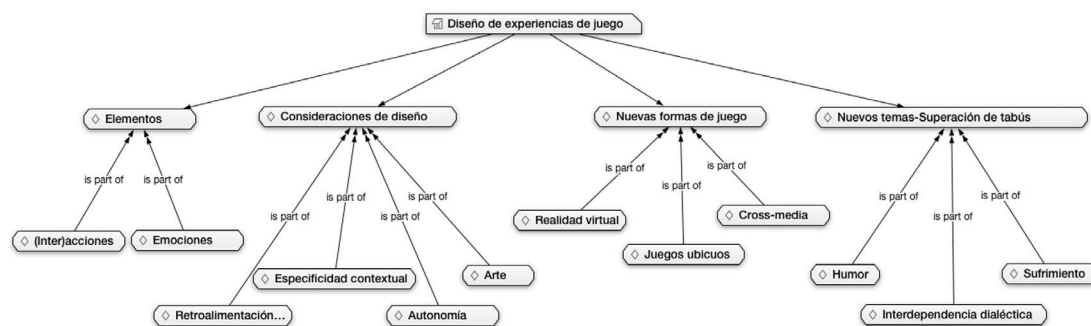 Diseño de experiencias de juego
Elementos
Consideraciones de diseño
Nuevas formas de juego
Nuevos temas-Superación de tabús
is part of
is part of
is part of
is part of
is part of
is part of
is part of
is part of
is part of
is part of
is part of
is part of
(Inter)acciones
Emociones
Retroalimentación...
Especificidad contextual
Autonomía
Arte
Realidad virtual
Juegos ubicuos
Cross-media
Humor
Interdependencia dialéctica
Sufrimiento